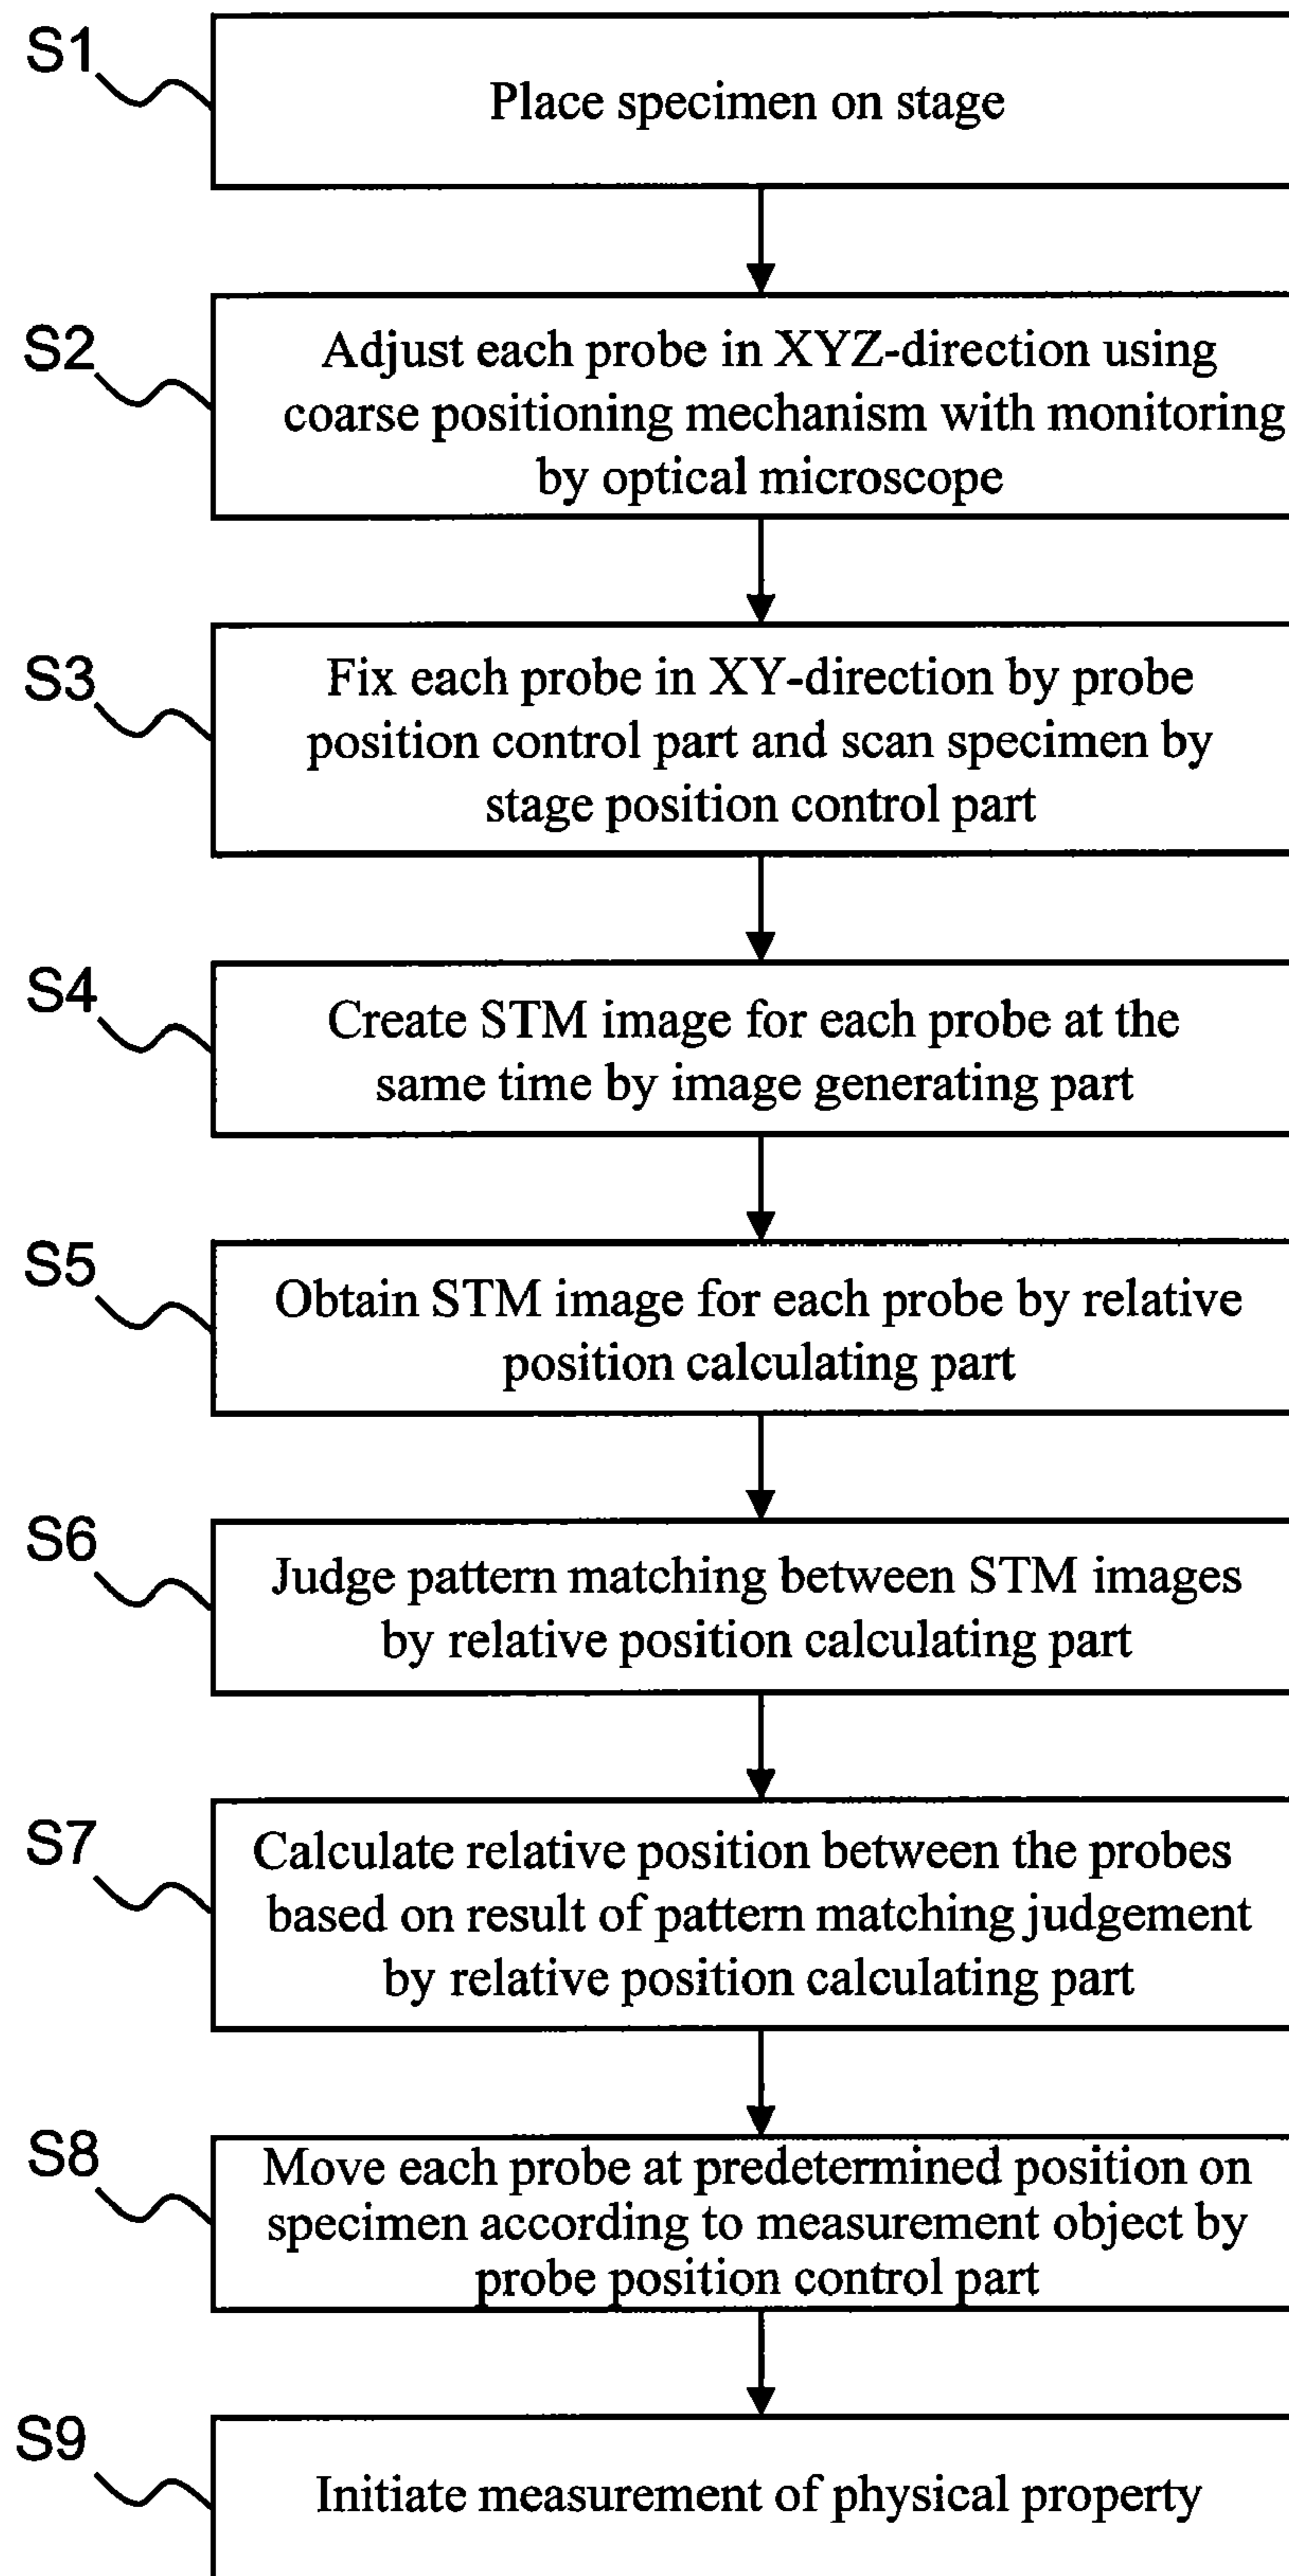 S1
Place specimen on stage
S2
Adjust each probe in XYZ-direction using
coarse positioning mechanism with monitoring
by optical microscope
S3
Fix each probe in XY-direction by probe
position control part and scan specimen by
stage position control part
S4
Create STM image for each probe at the
same time by image generating part
S5
Obtain STM image for each probe by relative
position calculating part
S6
Judge pattern matching between STM images
by relative position calculating part
S7
Calculate relative position between the probes
based on result of pattern matching judgement
by relative position calculating part
S8
Move each probe at predetermined position on
specimen according to measurement object by
probe position control part
S9
Initiate measurement of physical property